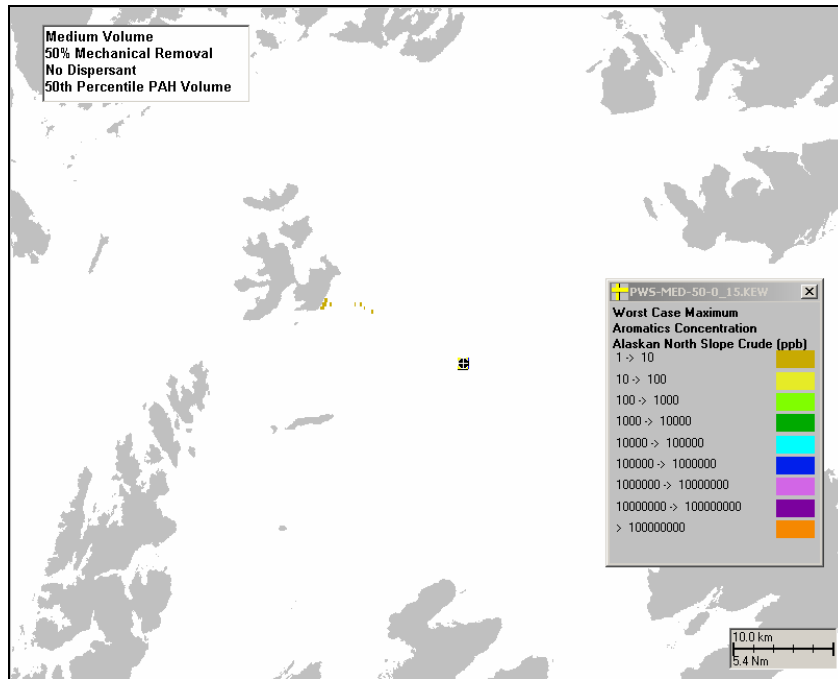 Medium Volume
50% Mechanical Removal
No Dispersant
50th Percentile PAH Volume
PWS-MED-50-0_15.KEW
Worst Case Maximum
Aromatics Concentration
Alaskan North Slope Crude (ppb)
1 -> 10
10 -> 100
100 -> 1000
1000 -> 10000
10000 -> 100000
100000 -> 1000000
1000000 -> 10000000
10000000 -> 100000000
> 100000000
10.0 km
5.4 Nm